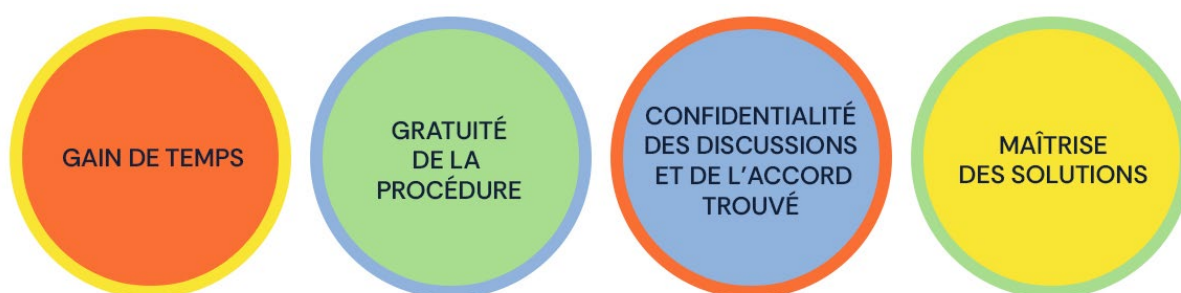 GAIN DE TEMPS
GRATUITÉ
DE LA
PROCÉDURE
CONFIDENTIALITÉ
DES DISCUSSIONS
ET DE L'ACCORD
TROUVÉ
MAÎTRISE
DES SOLUTIONS